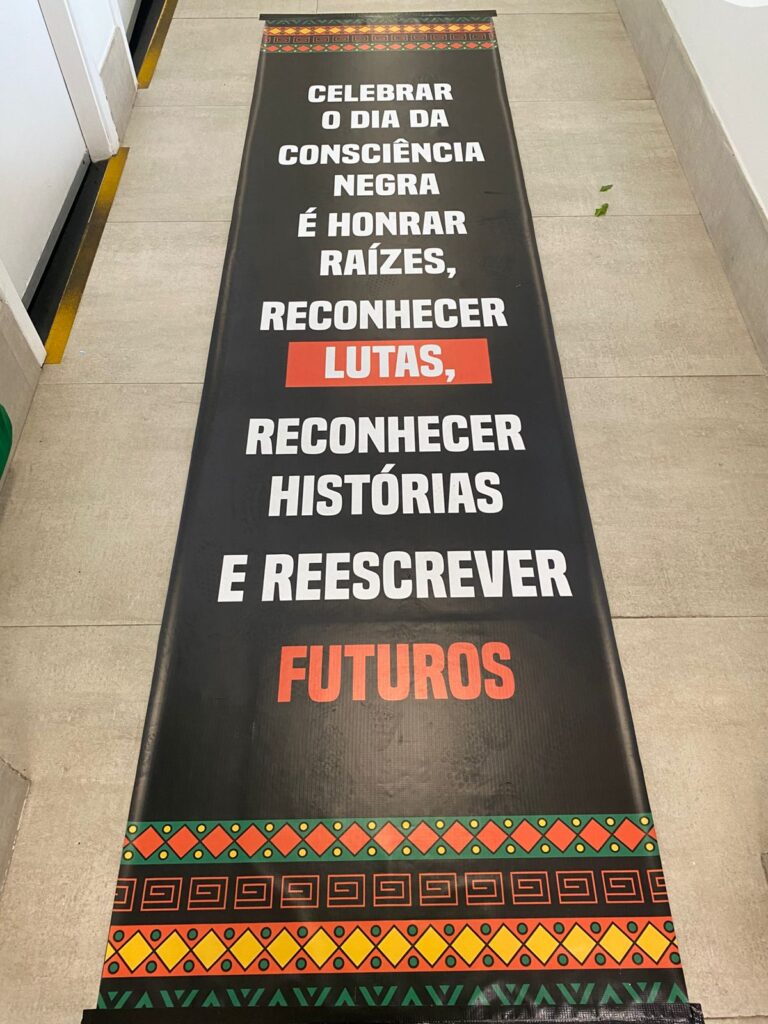 CELEBRAR
O DIA DA
CONSCIÊNCIA
NEGRA
É HONRAR
RAÍZES,
RECONHECER
LUTAS,
RECONHECER
HISTÓRIAS
E REESCREVER
FUTUROS